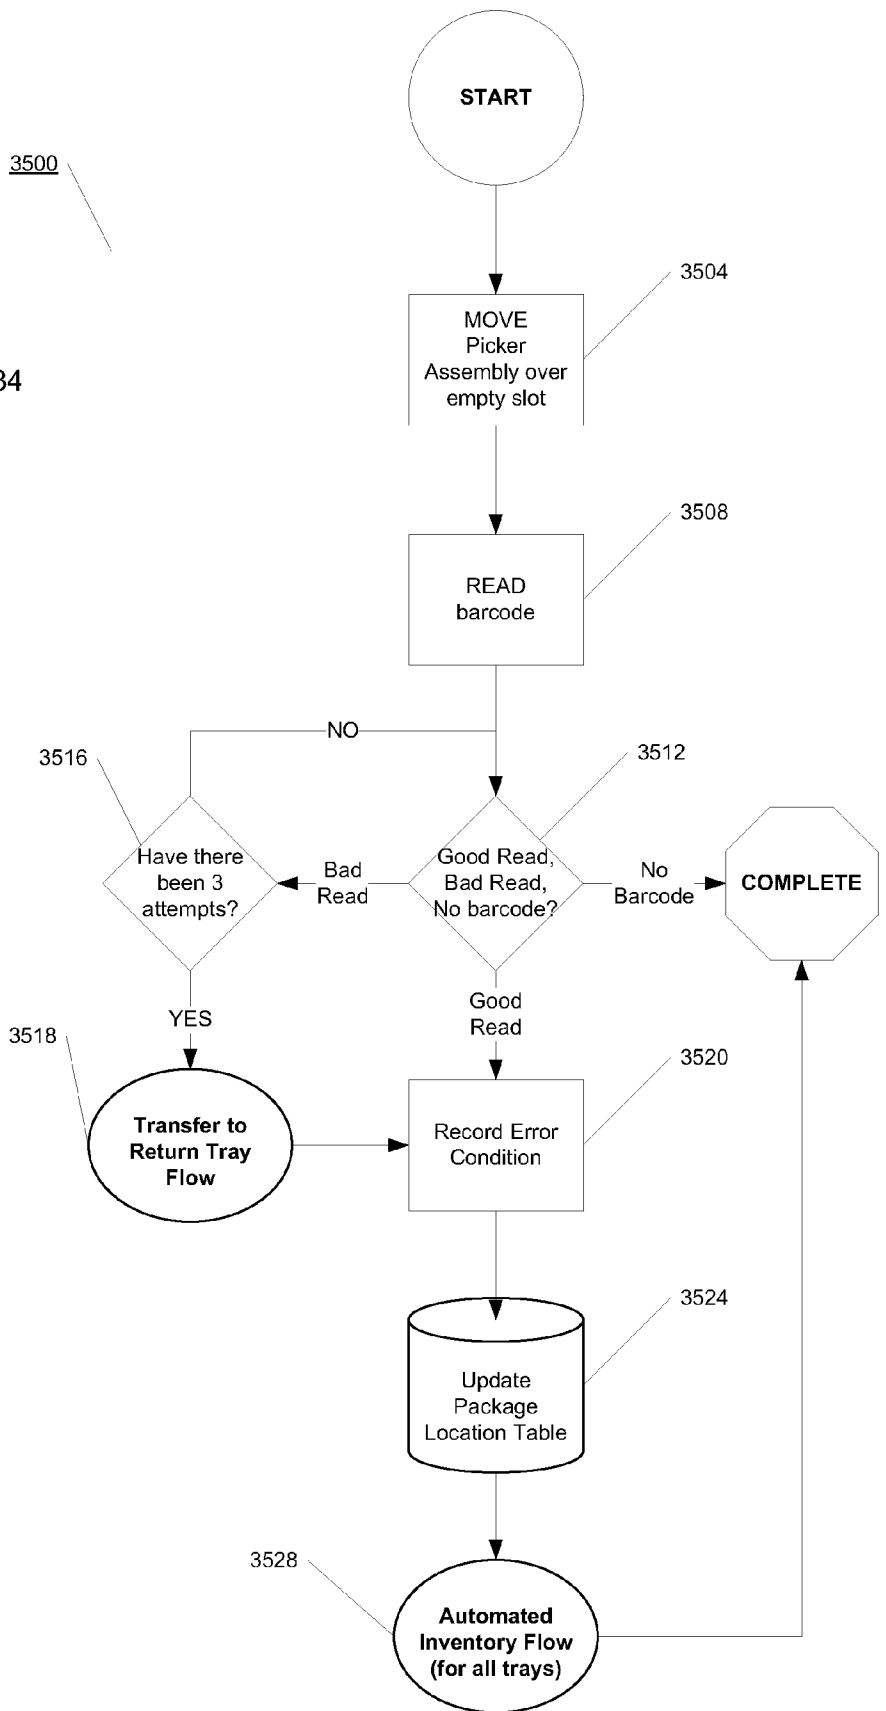 START
3500
3504
MOVE
Picker
Assembly over
empty slot
34
3508
READ
barcode
NO
3516
3512
Have there
been 3
attempts?
Bad
Read
Good Read,
Bad Read,
No barcode?
No
Barcode
COMPLETE
YES
Good
Read
3518
3520
Transfer to
Return Tray
Flow
Record Error
Condition
3524
Update
Package
Location Table
3528
Automated
Inventory Flow
(for all trays)